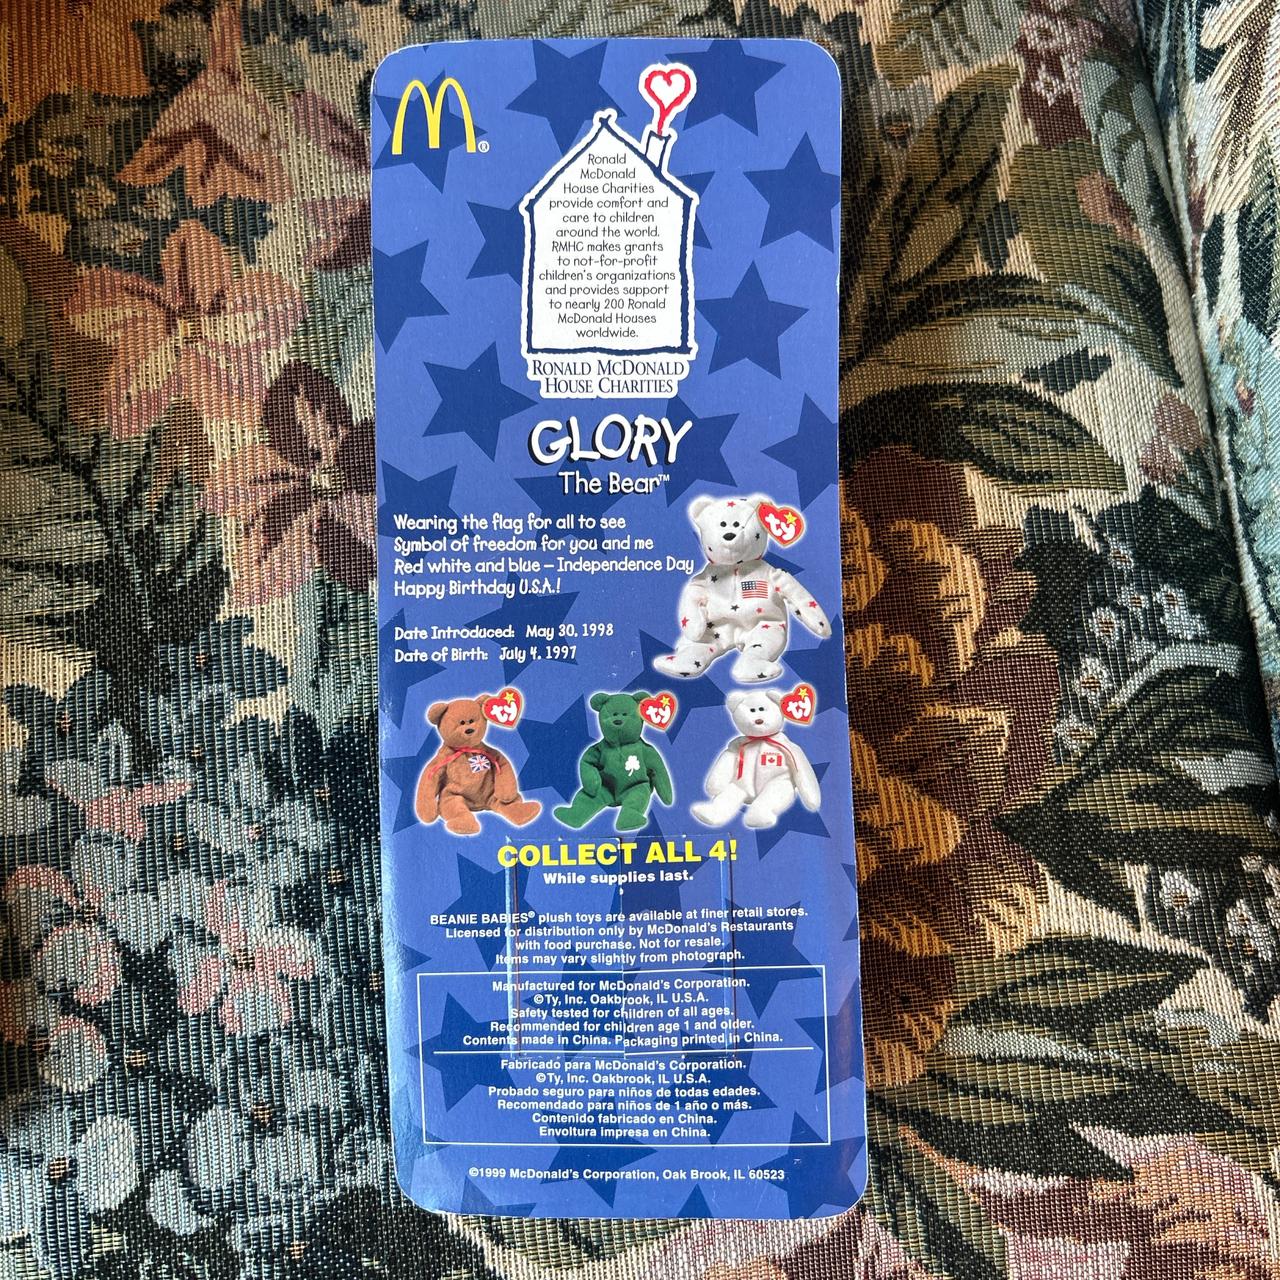 M®
Ronald
McDonald
House Charities
provide comfort and
care to children
around the world.
RMHC makes grants
to not-for-profit
children's organizations
and provides support
to nearly 200 Ronald
McDonald Houses
worldwide.
RONALD MCDONALD
HOUSE CHARITIES
GLORY
The Bear™
Wearing the flag for all to see
Symbol of freedom for you and me
Red white and blue – Independence Day
Happy Birthday U.S.A.!
ty
Date Introduced: May 30, 1998
Date of Birth: July 4, 1997
ty
ty
ty
COLLECT ALL 4!
While supplies last.
BEANIE BABIES® plush toys are available at finer retail stores.
Licensed for distribution only by McDonald's Restaurants
with food purchase. Not for resale.
Items may vary slightly from photograph.
Manufactured for McDonald's Corporation.
©Ty, Inc. Oakbrook, IL U.S.A.
Safety tested for children of all ages.
Recommended for children age 1 and older.
Contents made in China. Packaging printed in China.
Fabricado para McDonald's Corporation.
©Ty, Inc. Oakbrook, IL U.S.A.
Probado seguro para niños de todas edades.
Recomendado para niños de 1 año o más.
Contenido fabricado en China.
Envoltura impresa en China.
©1999 McDonald's Corporation, Oak Brook, IL 60523